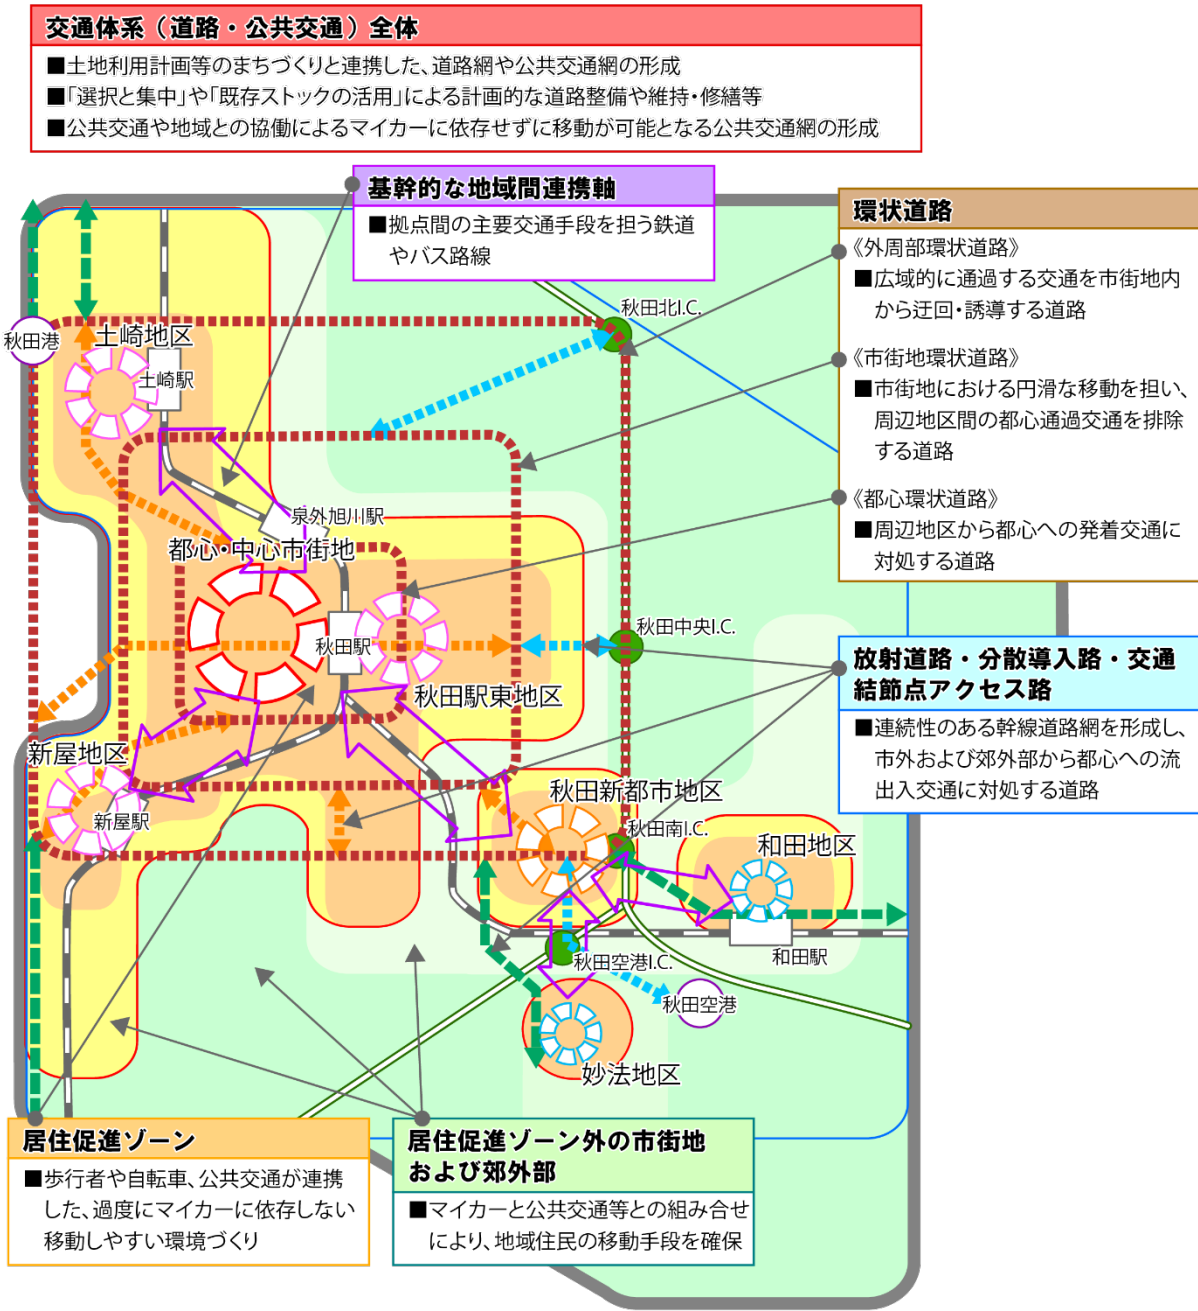 交通体系（道路・公共交通）全体
■土地利用計画等のまちづくりと連携した、道路網や公共交通網の形成
■「選択と集中」や「既存ストックの活用」による計画的な道路整備や維持・修繕等
■公共交通や地域との協働によるマイカーに依存せずに移動が可能となる公共交通網の形成
基幹的な地域間連携軸
■拠点間の主要交通手段を担う鉄道
やバス路線
環状道路
《外周部環状道路》
■広域的に通過する交通を市街地内
から迂回・誘導する道路
《市街地環状道路》
■市街地における円滑な移動を担い、
周辺地区間の都心通過交通を排除
する道路
《都心環状道路》
■周辺地区から都心への発着交通に
対処する道路
秋田北I.C.
秋田港
土崎地区
土崎駅
泉外旭川駅
都心・中心市街地
秋田駅
秋田中央I.C.
秋田駅東地区
放射道路・分散導入路・交通
結節点アクセス路
■連続性のある幹線道路網を形成し、
市外および郊外部から都心への流
出入交通に対処する道路
新屋地区
新屋駅
秋田新都市地区
秋田南I.C.
和田地区
和田駅
秋田空港I.C.
秋田空港
妙法地区
居住促進ゾーン
■歩行者や自転車、公共交通が連携
した、過度にマイカーに依存しない
移動しやすい環境づくり
居住促進ゾーン外の市街地
および郊外部
■マイカーと公共交通等との組み合せ
により、地域住民の移動手段を確保